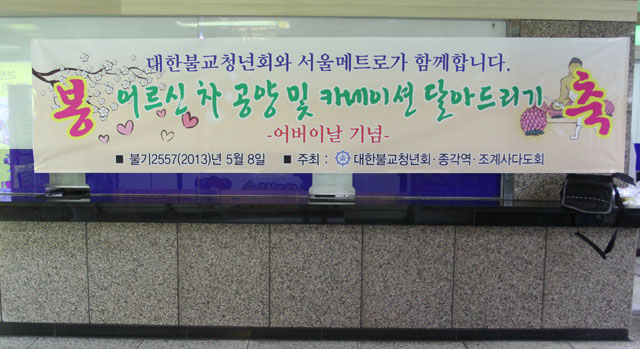 대한불교청년회와 서울메트로가 함께합니다.
봉 어르신 차 공양 및 카네이션 달아드리기 축
-어버이날 기념-
■ 불기2557(2013)년 5월 8일 ■ 주최 : 대한불교청년회·종각역·조계사다도회